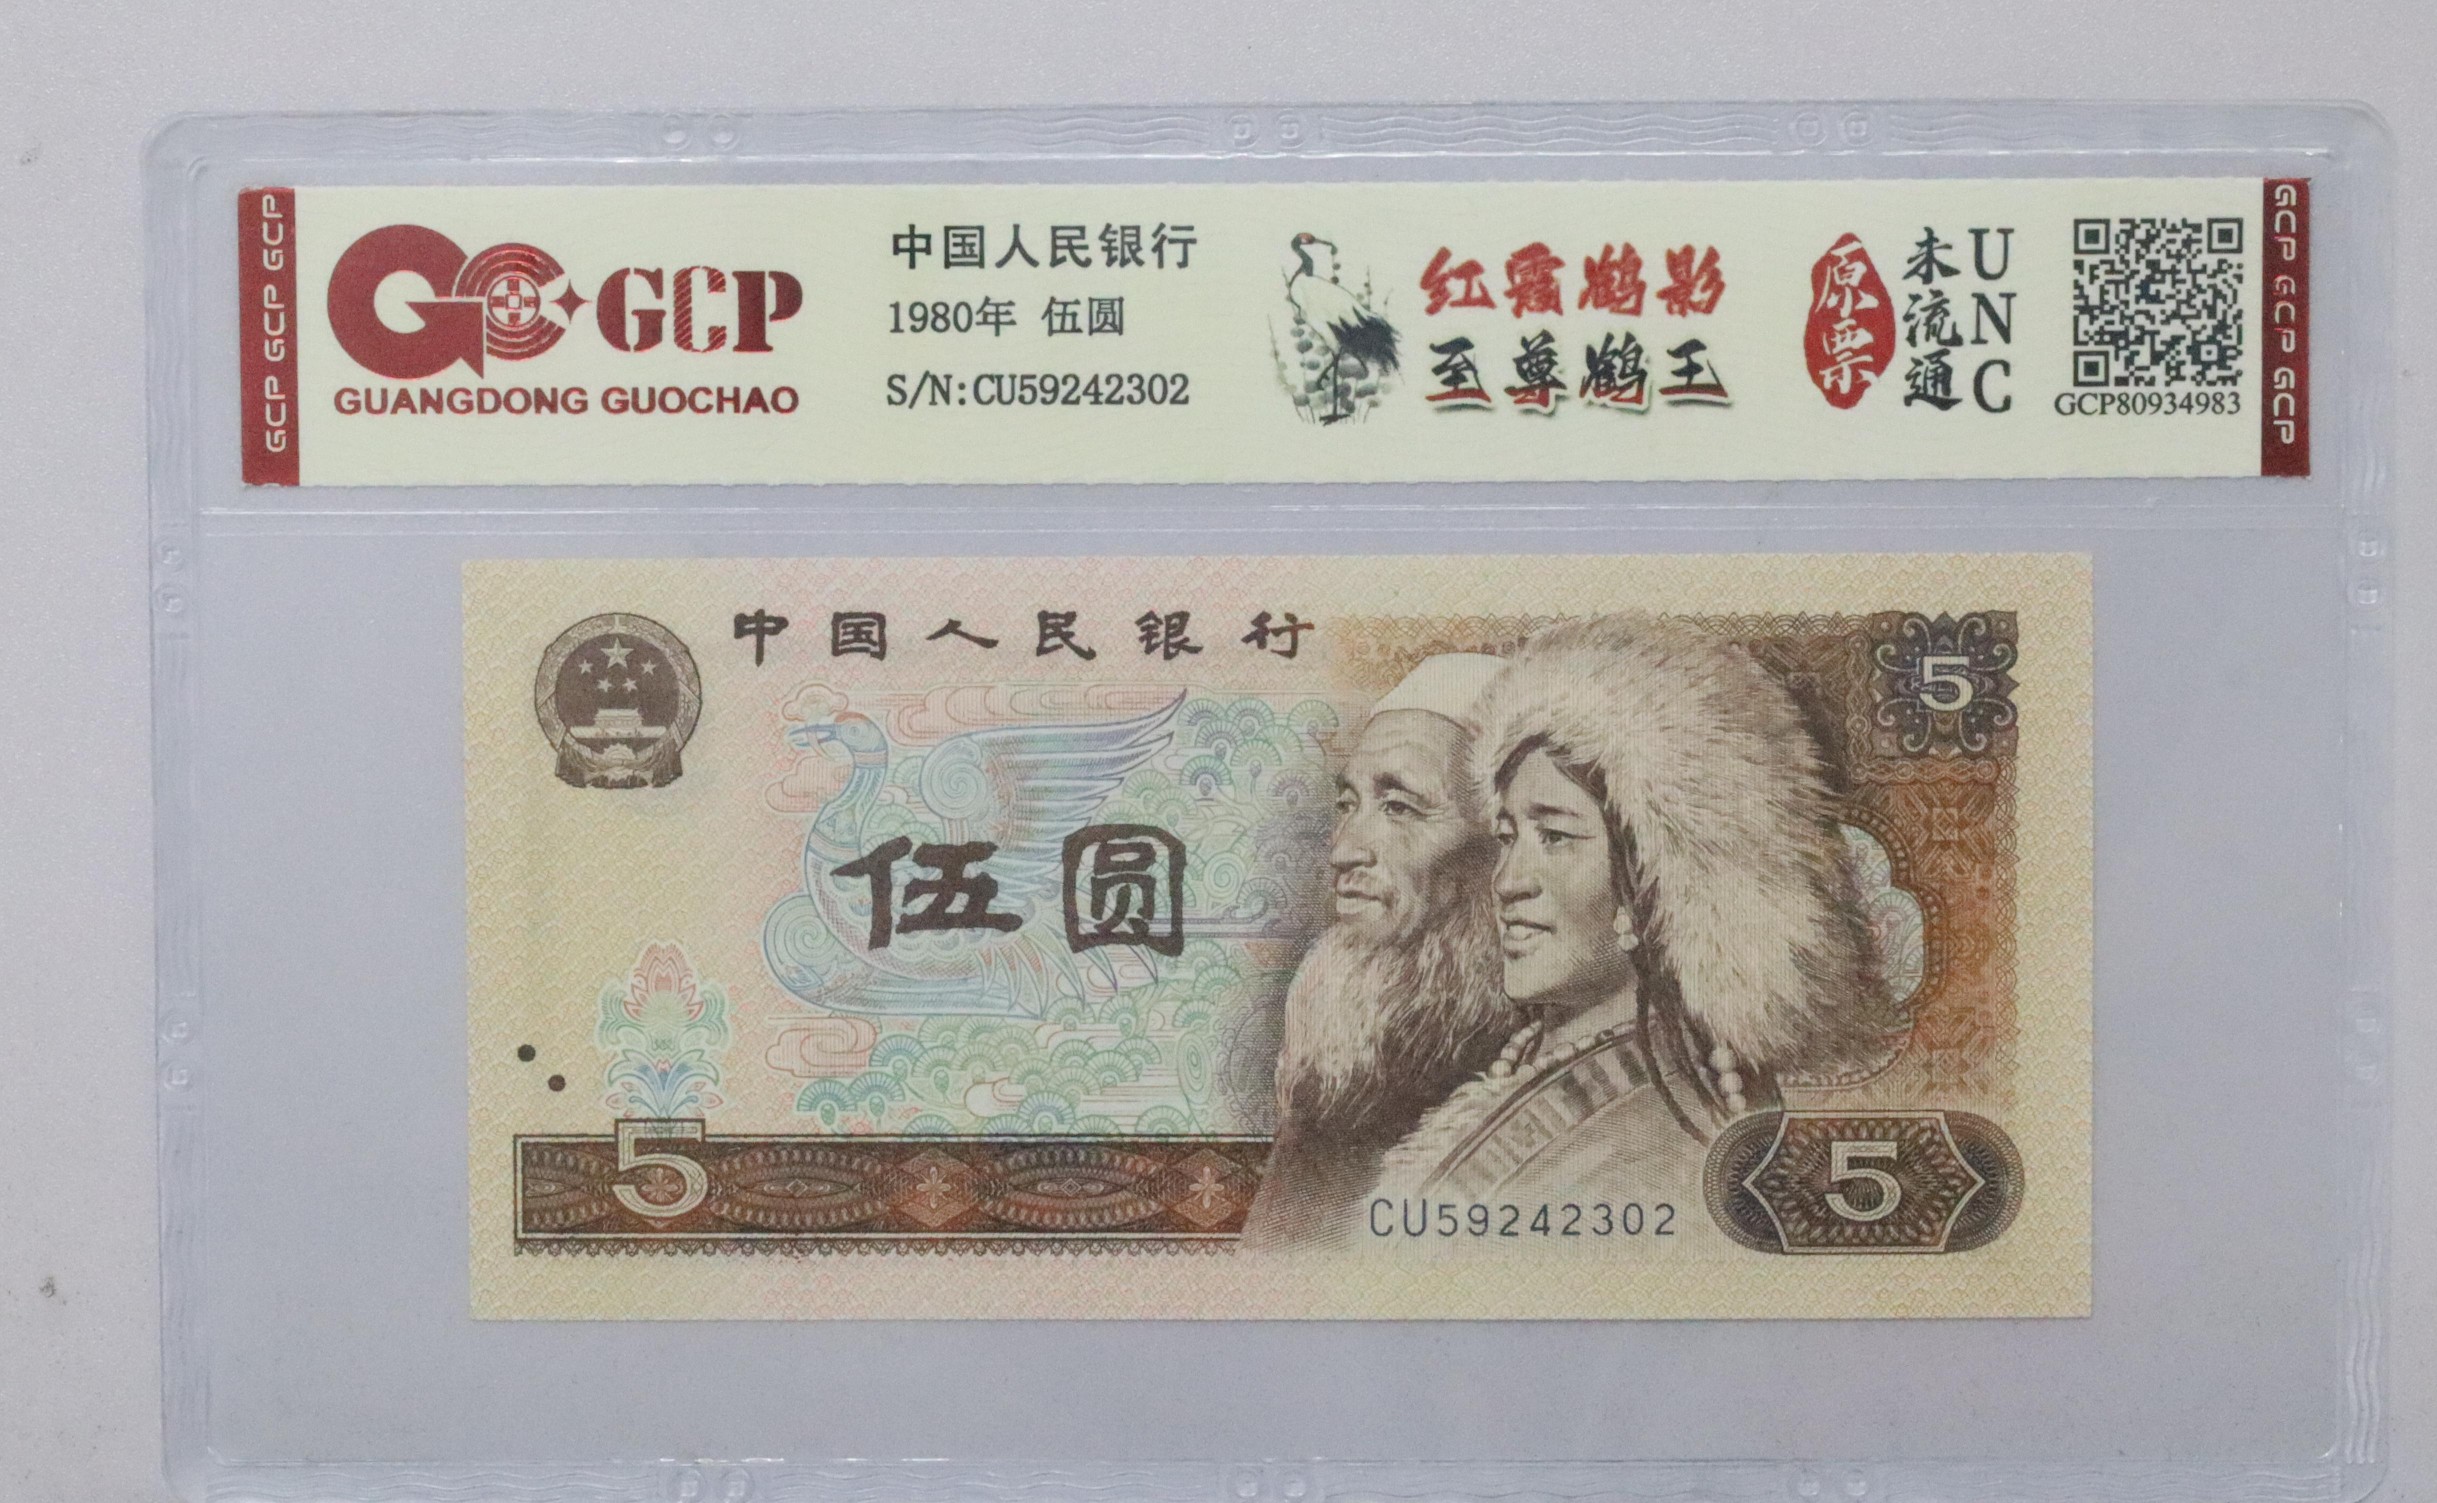 GCP GCP GCP
GCP
GUANGDONG GUOCHAO
中国人民银行
1980年 伍圆
S/N:CU59242302
红霞鹤影
至尊鹤王
原票
未流通
UNC
GCP80934983
GCP GCP GCP
中国人民银行
5
伍圆
5
CU59242302
5